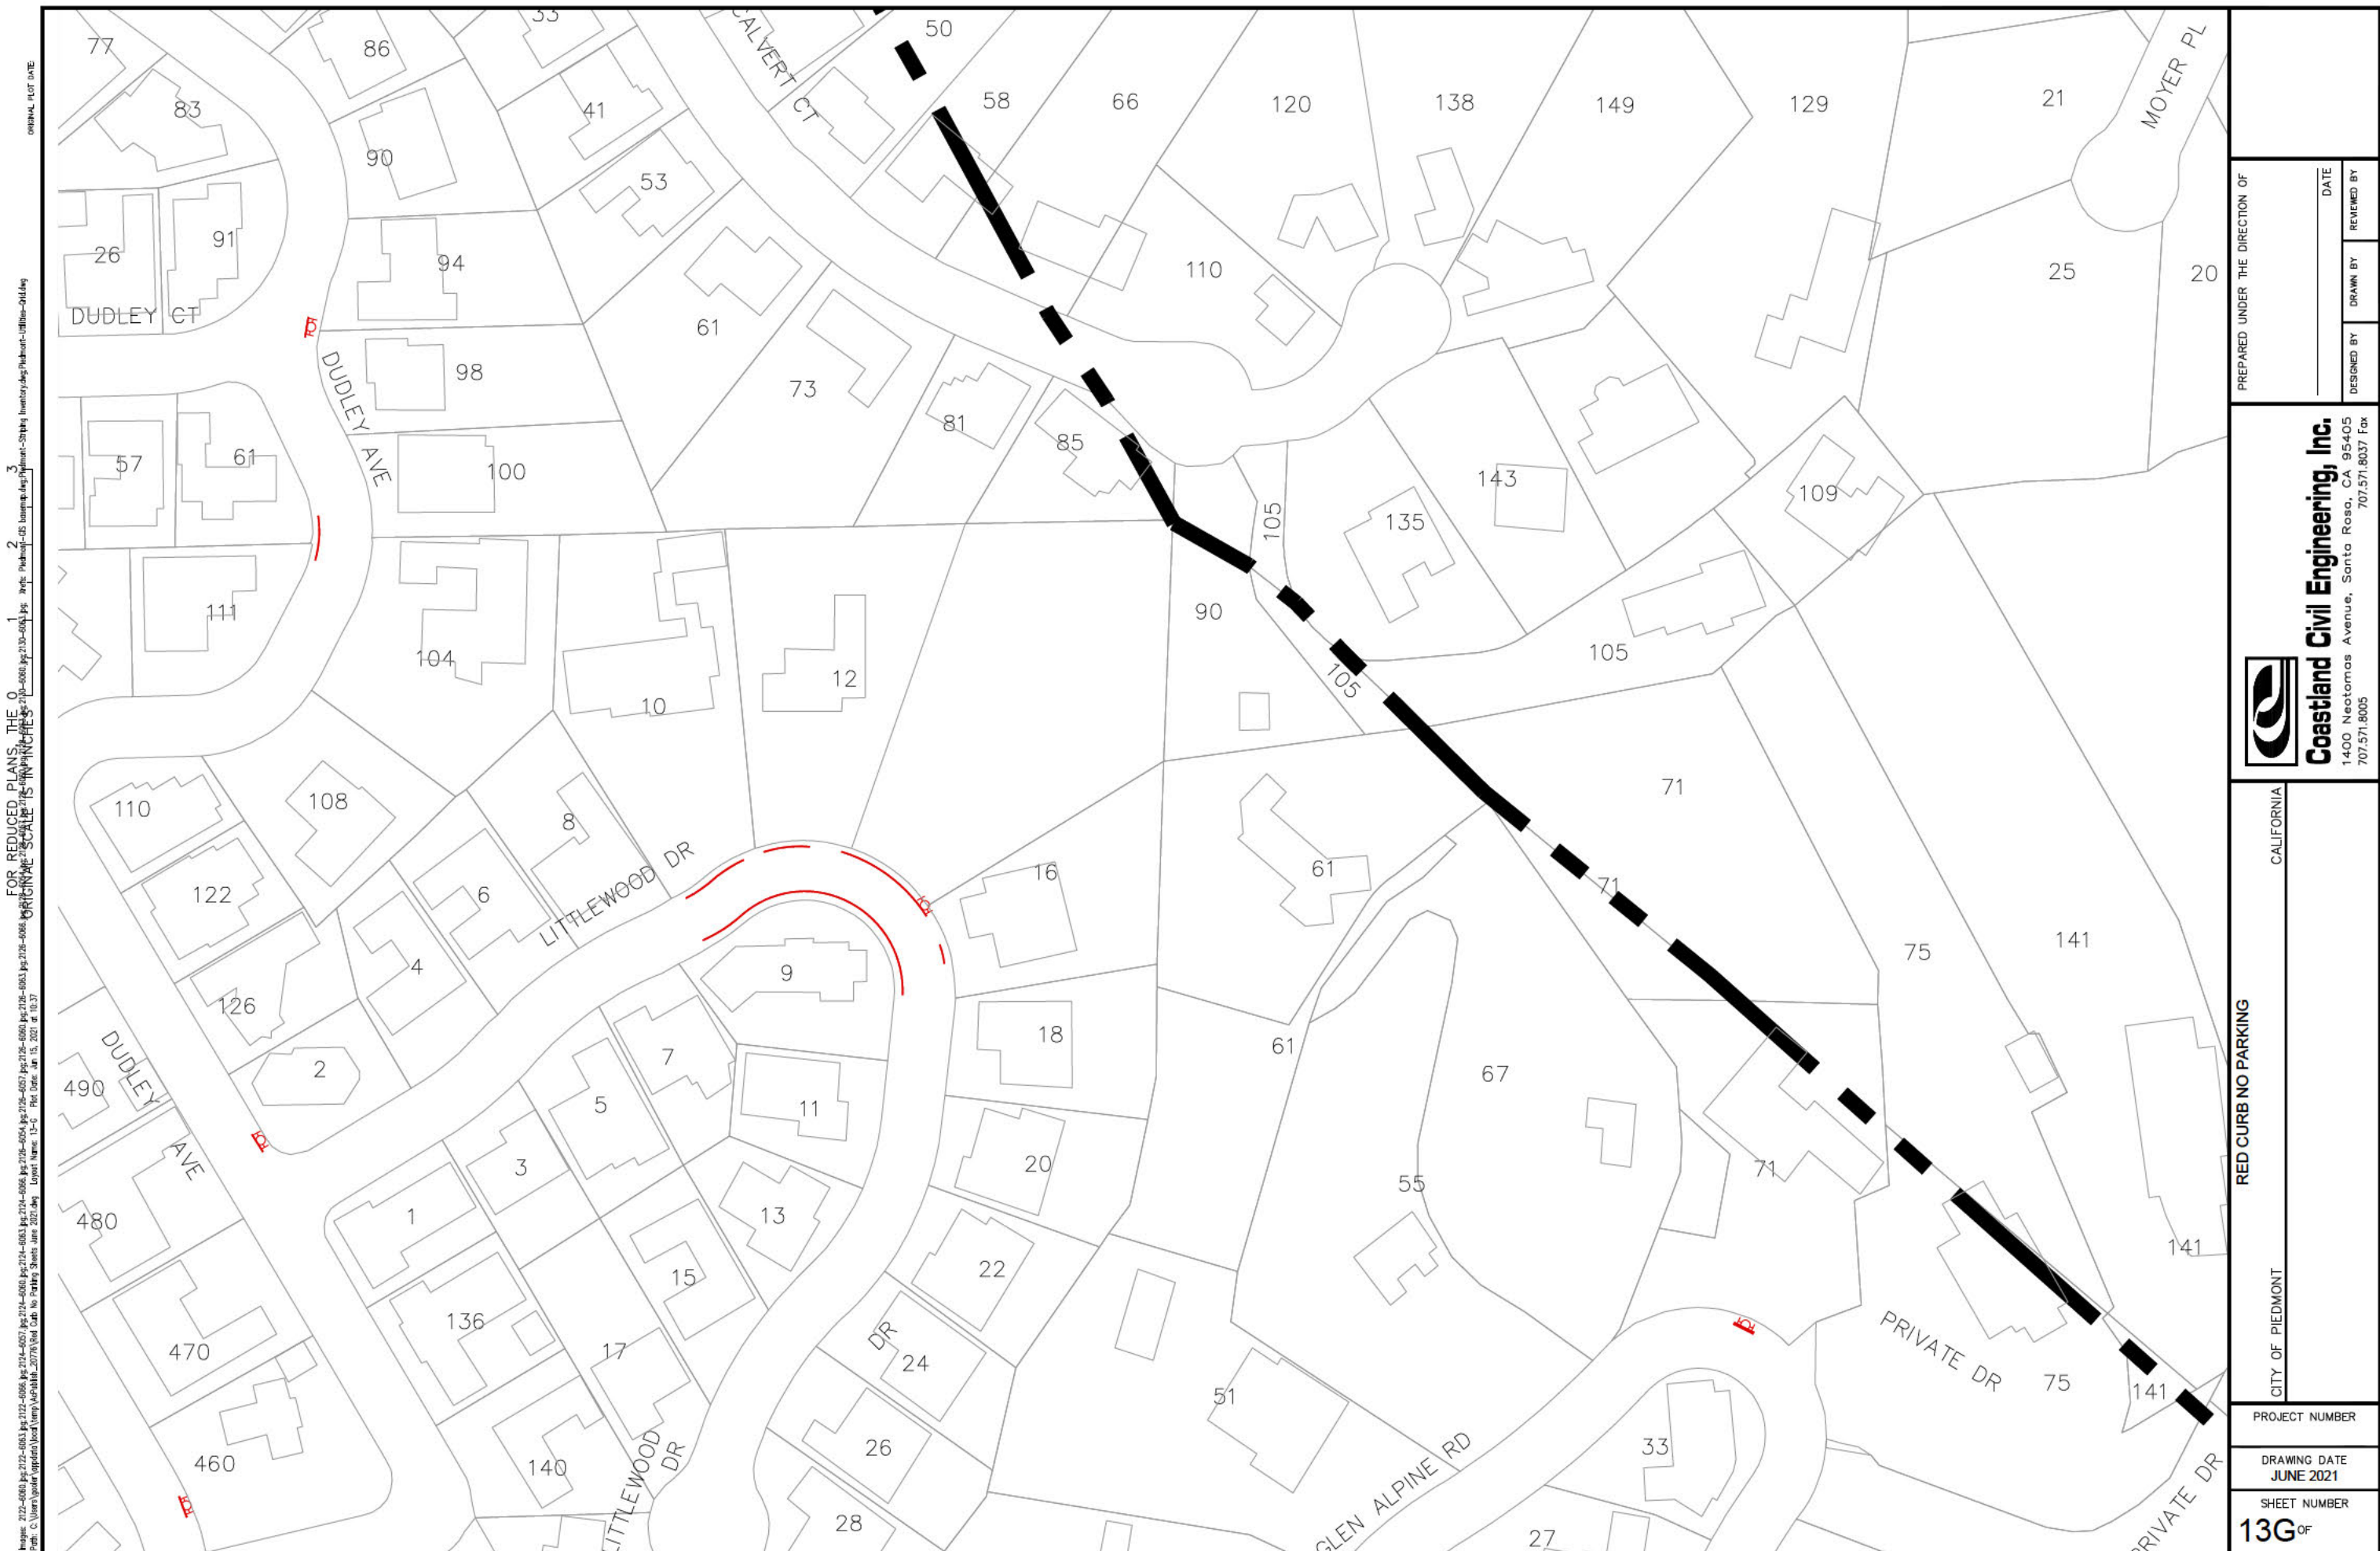 ORIGINAL PLOT DATE:
77
83
86
33
41
90
53
26
91
94
DUDLEY CT
DUDLEY AVE
98
57
61
100
111
104
110
108
122
126
CALVERT CT
50
58
66
120
138
149
129
21
MOYER PL
110
25
20
61
73
81
85
105
135
143
109
90
105
105
10
12
8
6
4
2
LITTLEWOOD DR
16
9
7
5
3
1
11
18
20
13
15
22
61
61
71
71
75
141
67
55
71
DUDLEY AVE
490
480
470
460
136
17
140
LITTLEWOOD DR
DR
24
26
28
51
GLEN ALPINE RD
33
27
PRIVATE DR
75
141
141
PRIVATE DR
FOR REDUCED PLANS, THE
ORIGINAL SCALE IS IN INCHES
0 1 2 3
PREPARED UNDER THE DIRECTION OF
DATE
DESIGNED BY
DRAWN BY
REVIEWED BY
Coastland Civil Engineering, Inc.
1400 Neotomas Avenue, Santa Rosa, CA 95405
707.571.8005 707.571.8037 Fax
CITY OF PIEDMONT CALIFORNIA
RED CURB NO PARKING
PROJECT NUMBER
DRAWING DATE
JUNE 2021
SHEET NUMBER
13G OF